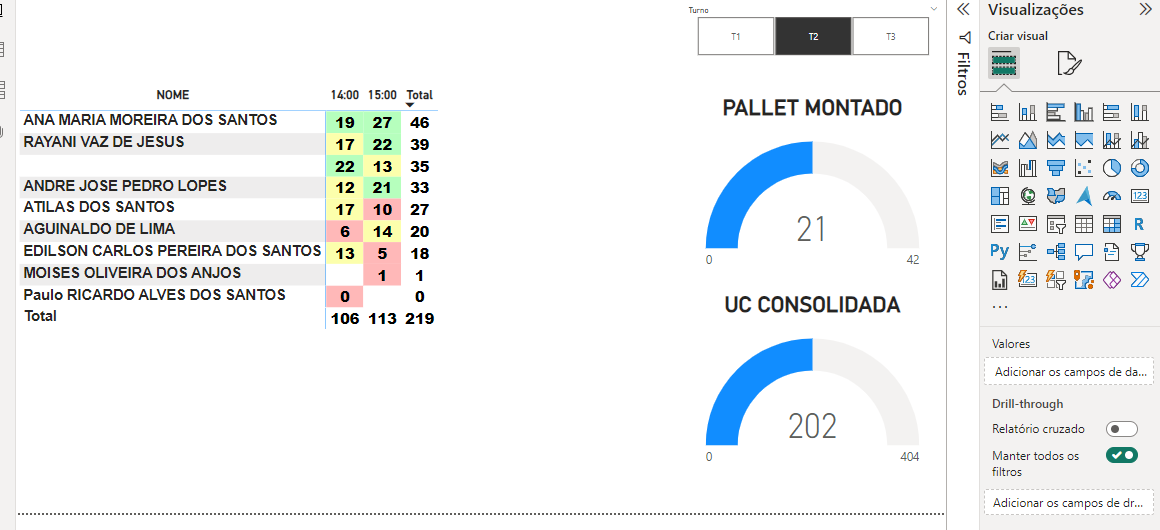 Turno
T1 T2 T3
NOME 14:00 15:00 Total
ANA MARIA MOREIRA DOS SANTOS 19 27 46
RAYANI VAZ DE JESUS 17 22 39
22 13 35
ANDRE JOSE PEDRO LOPES 12 21 33
ATILAS DOS SANTOS 17 10 27
AGUINALDO DE LIMA 6 14 20
EDILSON CARLOS PEREIRA DOS SANTOS 13 5 18
MOISES OLIVEIRA DOS ANJOS 1 1
Paulo RICARDO ALVES DOS SANTOS 0 0
Total 106 113 219
PALLET MONTADO
21
0 42
UC CONSOLIDADA
202
0 404
Filtros
Visualizações
Criar visual
123
R
Py
123
...
Valores
Adicionar os campos de da...
Drill-through
Relatório cruzado
Manter todos os
filtros
Adicionar os campos de dr...